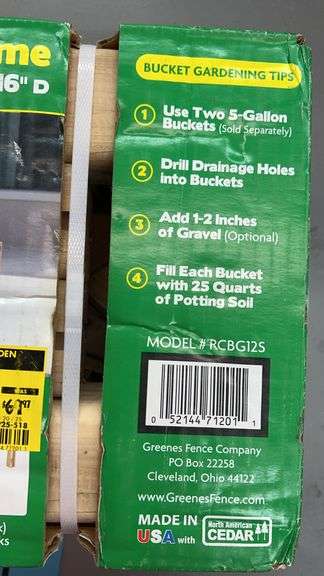 me
16" D
BUCKET GARDENING TIPS
1 Use Two 5-Gallon
Buckets (Sold Separately)
2 Drill Drainage Holes
into Buckets
3 Add 1-2 Inches
of Gravel (Optional)
4 Fill Each Bucket
with 25 Quarts
of Potting Soil
MODEL # RCBG12S
0 52144 71201 1
Greenes Fence Company
PO Box 22258
Cleveland, Ohio 44122
www.GreenesFence.com
MADE IN
USA with
North American
CEDAR
DEN